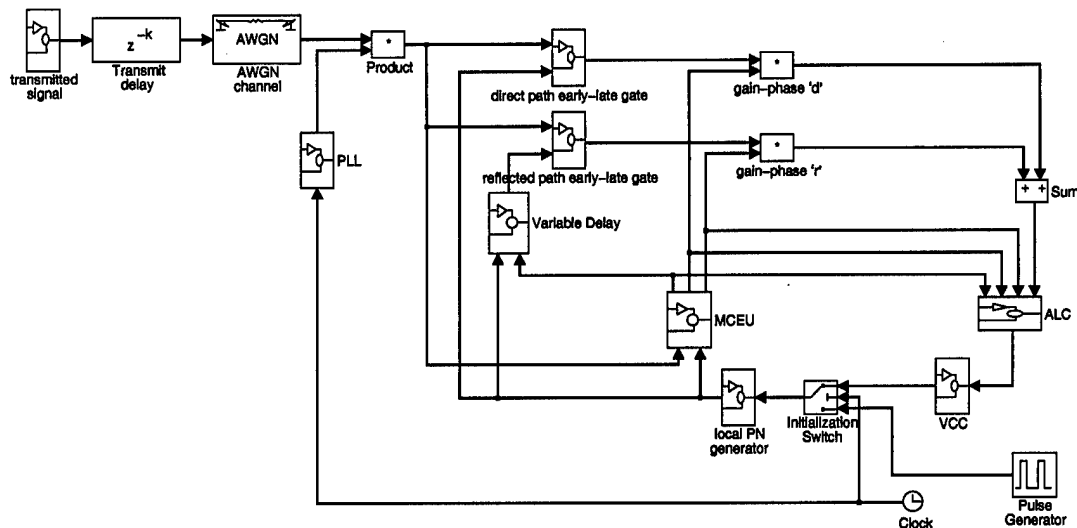 transmitted
signal
z
-k
Transmit
delay
AWGN
AWGN
channel
*
Product
PLL
direct path early-late gate
*
gain-phase 'd'
reflected path early-late gate
*
gain-phase 'r'
+ +
Sum
Variable Delay
MCEU
ALC
local PN
generator
Initialization
Switch
VCC
Clock
Pulse
Generator